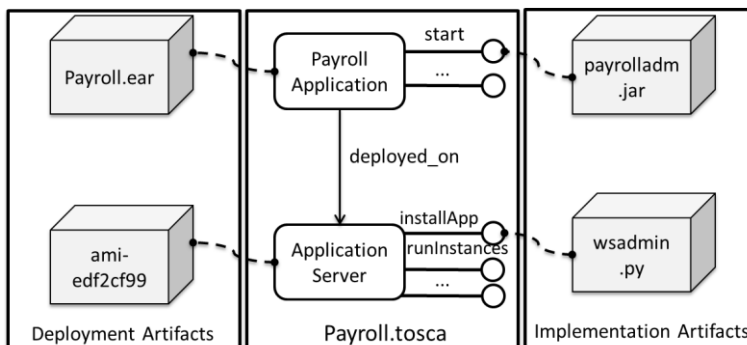 Payroll.ear
Deployment Artifacts
ami-
edf2cf99
Payroll
Application
start
...
deployed_on
Application
Server
installApp
runInstances
...
Payroll.tosca
payrolladm
.jar
wsadmin
.py
Implementation Artifacts